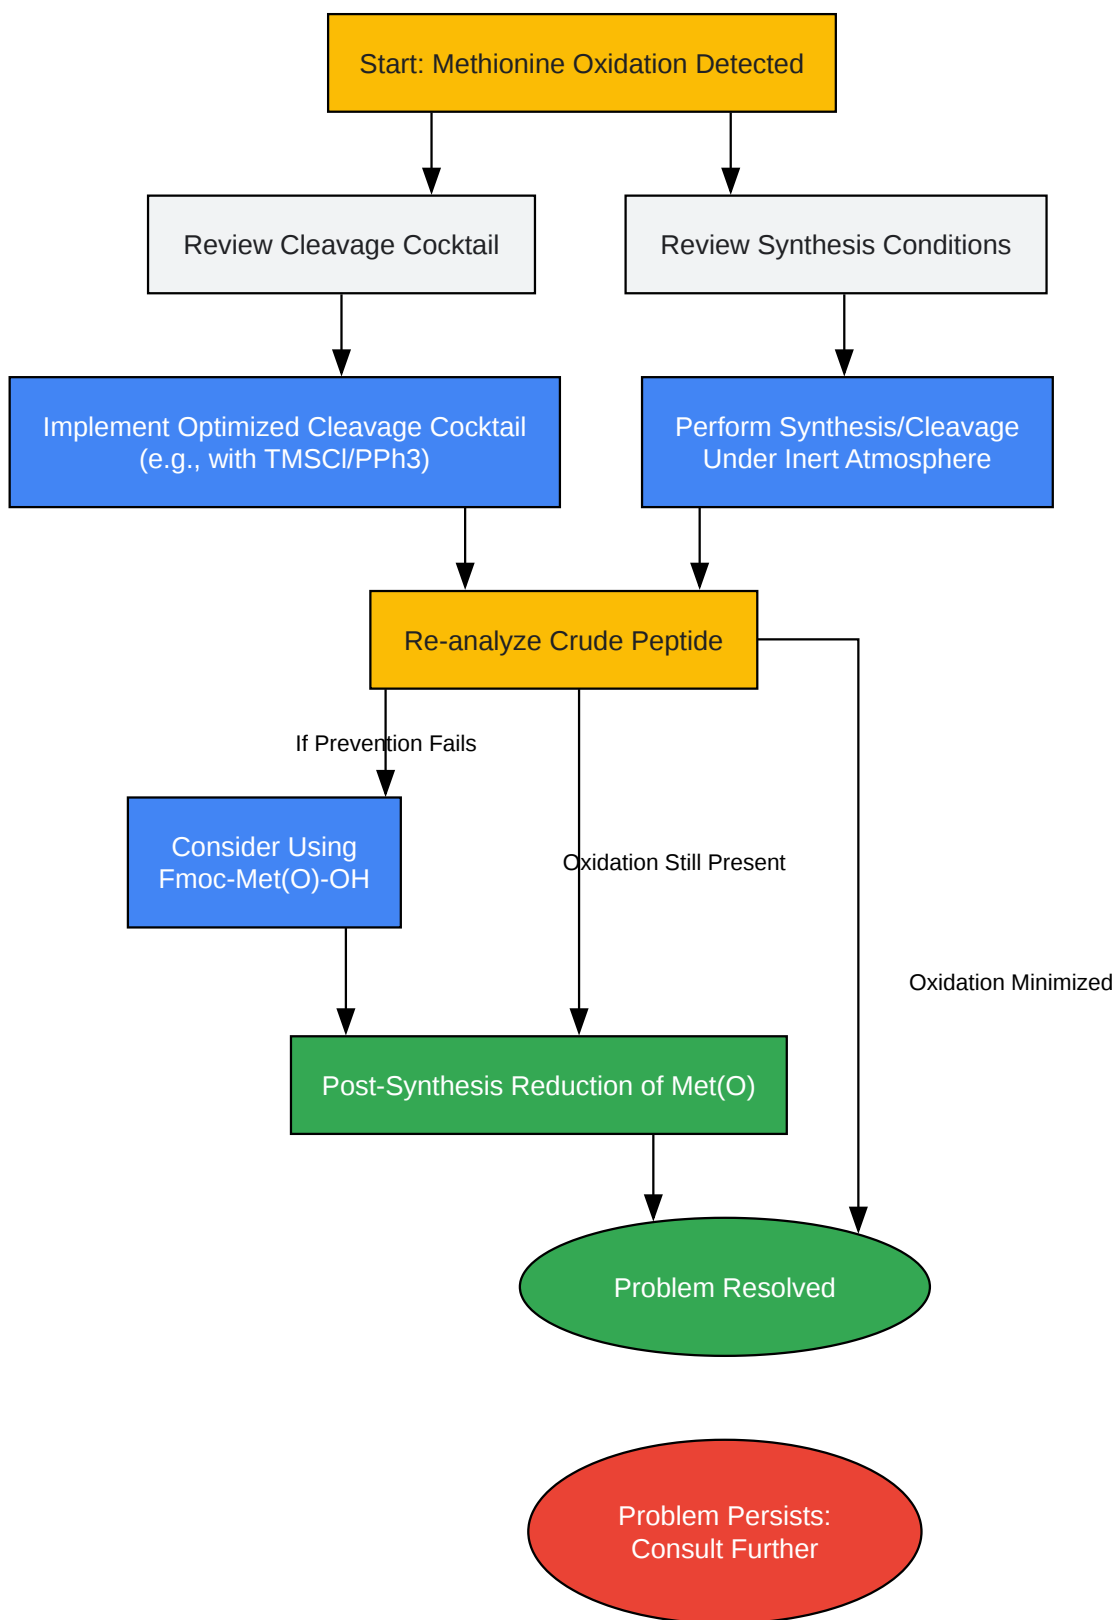 Start: Methionine Oxidation Detected
Review Cleavage Cocktail
Review Synthesis Conditions
Implement Optimized Cleavage Cocktail
(e.g., with TMSCl/PPh3)
Perform Synthesis/Cleavage
Under Inert Atmosphere
Re-analyze Crude Peptide
If Prevention Fails
Consider Using
Fmoc-Met(O)-OH
Oxidation Still Present
Oxidation Minimized
Post-Synthesis Reduction of Met(O)
Problem Resolved
Problem Persists:
Consult Further